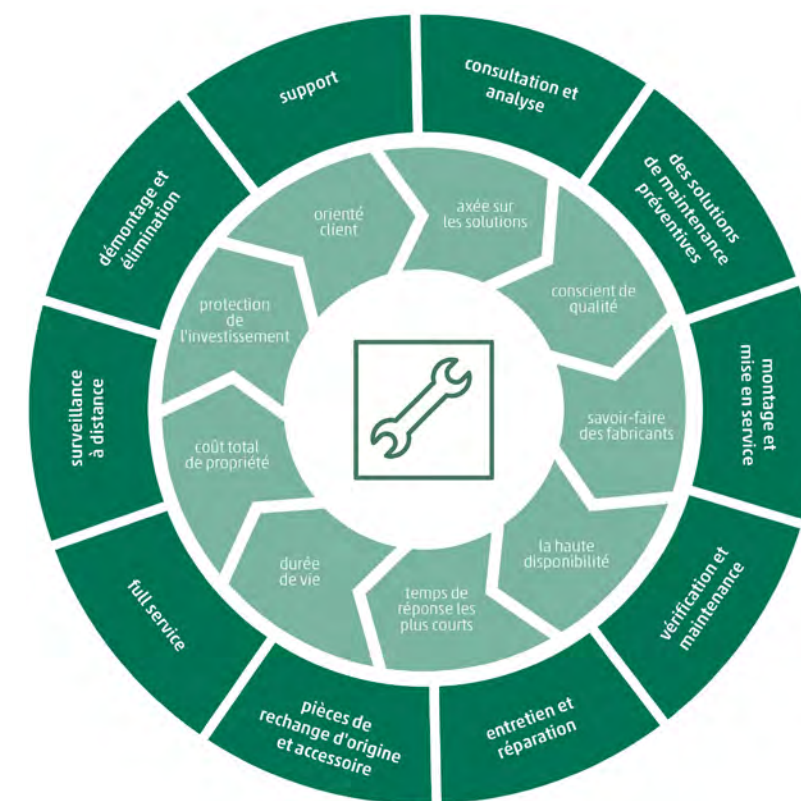 support
consultation et
analyse
des solutions
de maintenance
préventives
montage et
mise en service
vérification et
maintenance
entretien et
réparation
pièces de
rechange d'origine
et accessoire
full service
surveillance
à distance
démontage et
élimination
orienté
client
axée sur
les solutions
conscient de
qualité
savoir-faire
des fabricants
la haute
disponibilité
temps de
réponse les
plus courts
durée
de vie
coût total
de propriété
protection
de
l'investissement